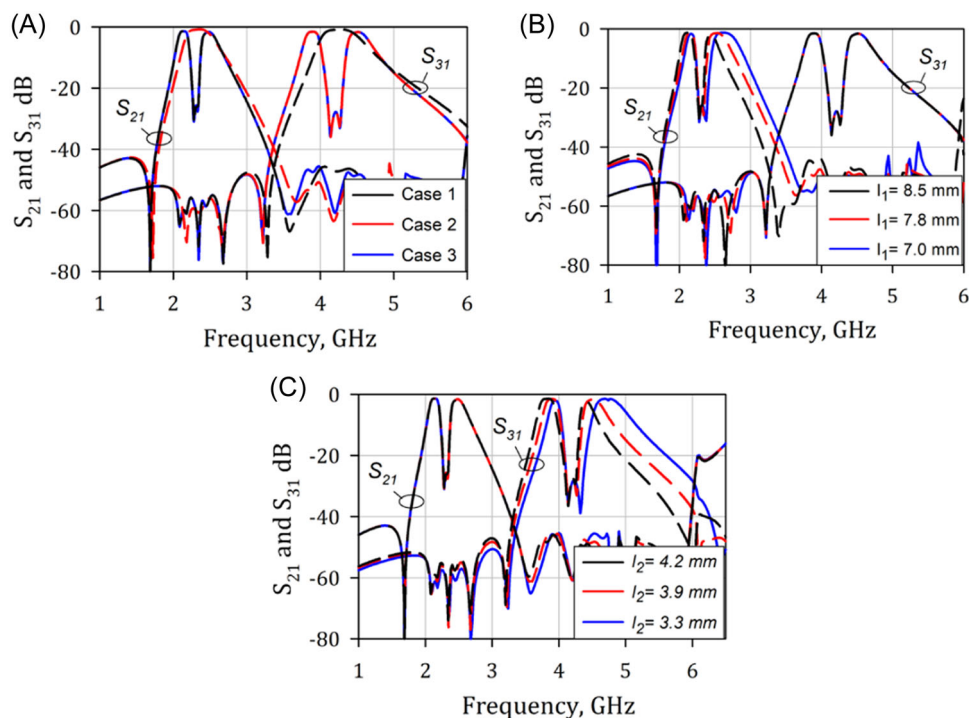 (A)
S21 and S31 dB
0
-20
-40
-60
-80
S21
S31
Case 1
Case 2
Case 3
1 2 3 4 5 6
Frequency, GHz
(B)
S21 and S31 dB
0
-20
-40
-60
-80
S21
S31
l1= 8.5 mm
l1= 7.8 mm
l1= 7.0 mm
1 2 3 4 5 6
Frequency, GHz
(C)
S21 and S31 dB
0
-20
-40
-60
-80
S21
S31
l2= 4.2 mm
l2= 3.9 mm
l2= 3.3 mm
1 2 3 4 5 6
Frequency, GHz